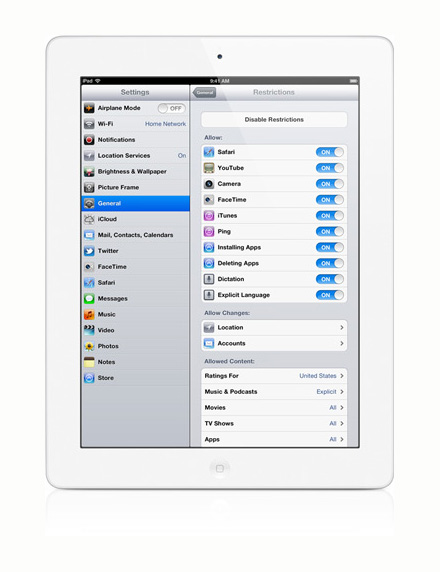 iPad 9:41 AM
Settings
General Restrictions
Airplane Mode OFF
Wi-Fi Home Network
Notifications
Location Services On
Brightness & Wallpaper
Picture Frame
General
iCloud
Mail, Contacts, Calendars
Twitter
FaceTime
Safari
Messages
Music
Video
Photos
Notes
Store
Disable Restrictions
Allow:
Safari ON
YouTube ON
Camera ON
FaceTime ON
iTunes ON
Ping ON
Installing Apps ON
Deleting Apps ON
Dictation ON
Explicit Language ON
Allow Changes:
Location
Accounts
Allowed Content:
Ratings For United States
Music & Podcasts Explicit
Movies All
TV Shows All
Apps All